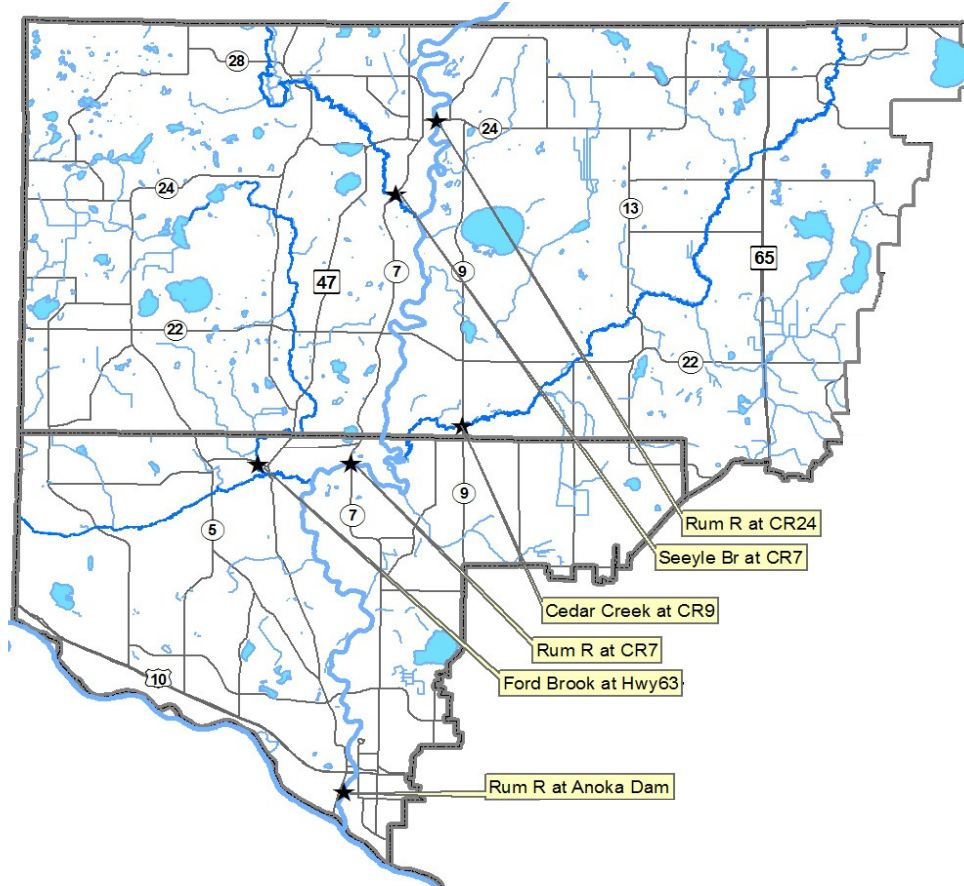 28
24
24
13
47
7
9
65
22
22
Rum R at CR24
9
7
5
Seeyle Br at CR7
Cedar Creek at CR9
Rum R at CR7
10
Ford Brook at Hwy63
Rum R at Anoka Dam